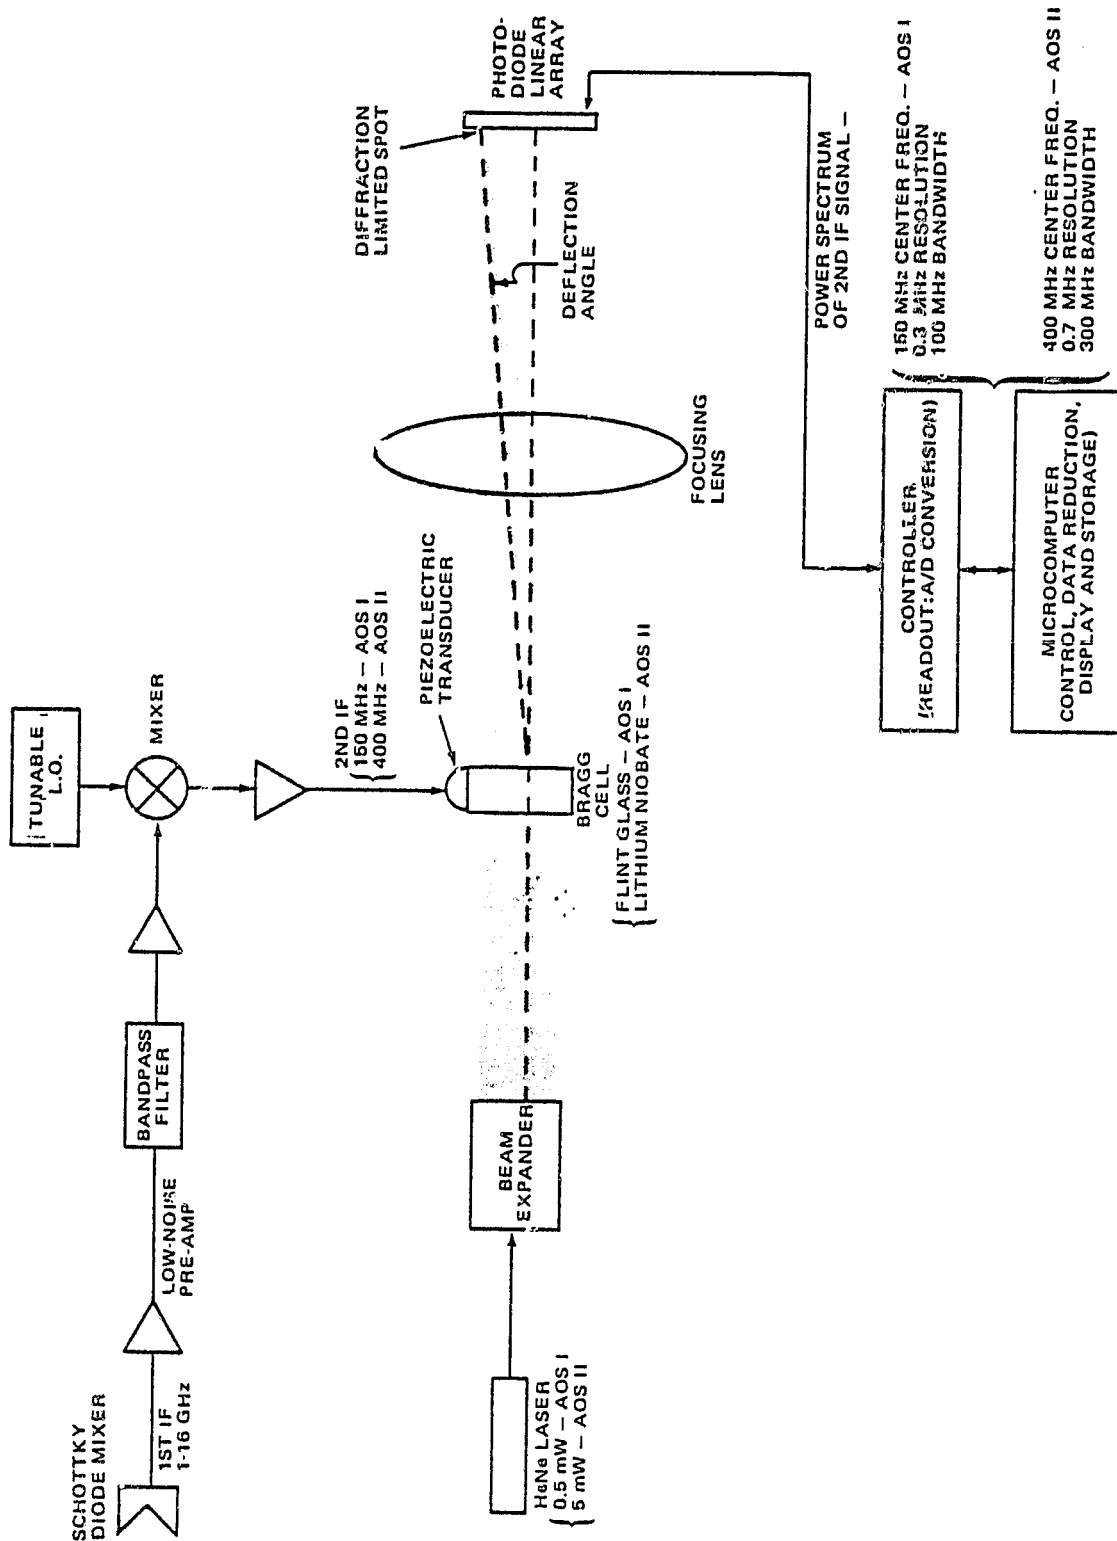 SCHOTTKY
DIODE MIXER
1ST IF
1-16 GHz
LOW-NOISE
PRE-AMP
BANDPASS
FILTER
TUNABLE
L.O.
MIXER
2ND IF
150 MHz – AOS I
400 MHz – AOS II
PIEZOELECTRIC
TRANSDUCER
HeNe LASER
0.5 mW – AOS I
5 mW – AOS II
BEAM
EXPANDER
BRAGG
CELL
FLINT GLASS – AOS I
LITHIUM NIOBATE – AOS II
FOCUSING
LENS
DEFLECTION
ANGLE
DIFFRACTION
LIMITED SPOT
PHOTO-
DIODE
LINEAR
ARRAY
POWER SPECTRUM
OF 2ND IF SIGNAL –
CONTROLLER
(READOUT:A/D CONVERSION)
150 MHz CENTER FREQ. – AOS I
0.3 MHz RESOLUTION
100 MHz BANDWIDTH
MICROCOMPUTER
CONTROL, DATA REDUCTION,
DISPLAY AND STORAGE)
400 MHz CENTER FREQ. – AOS II
0.7 MHz RESOLUTION
300 MHz BANDWIDTH